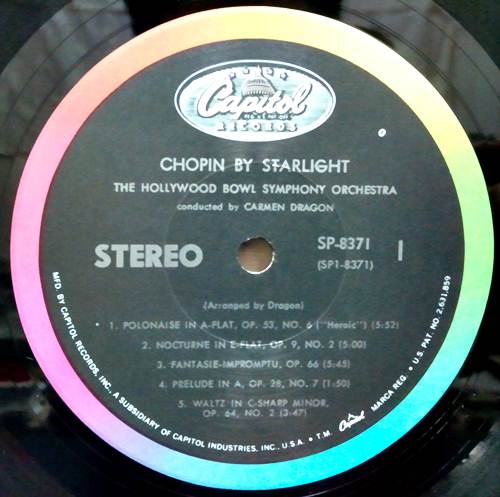 Capitol
RECORDS
CHOPIN BY STARLIGHT
THE HOLLYWOOD BOWL SYMPHONY ORCHESTRA
conducted by CARMEN DRAGON
STEREO
SP-8371
(SP1-8371)
1
(Arranged by Dragon)
1. POLONAISE IN A-FLAT, OP. 53, NO. 6 ("Heroic") (5:52)
2. NOCTURNE IN E-FLAT, OP. 9, NO. 2 (5:00)
3. FANTASIE-IMPROMPTU, OP. 66 (5:45)
4. PRELUDE IN A, OP. 28, NO. 7 (1:50)
5. WALTZ IN C-SHARP MINOR,
OP. 64, NO. 2 (3:47)
MFD. BY CAPITOL RECORDS, INC., A SUBSIDIARY OF CAPITOL INDUSTRIES, INC., U.S.A. • T.M. Capitol MARCA REG. • U.S. PAT. NO. 2,631,859